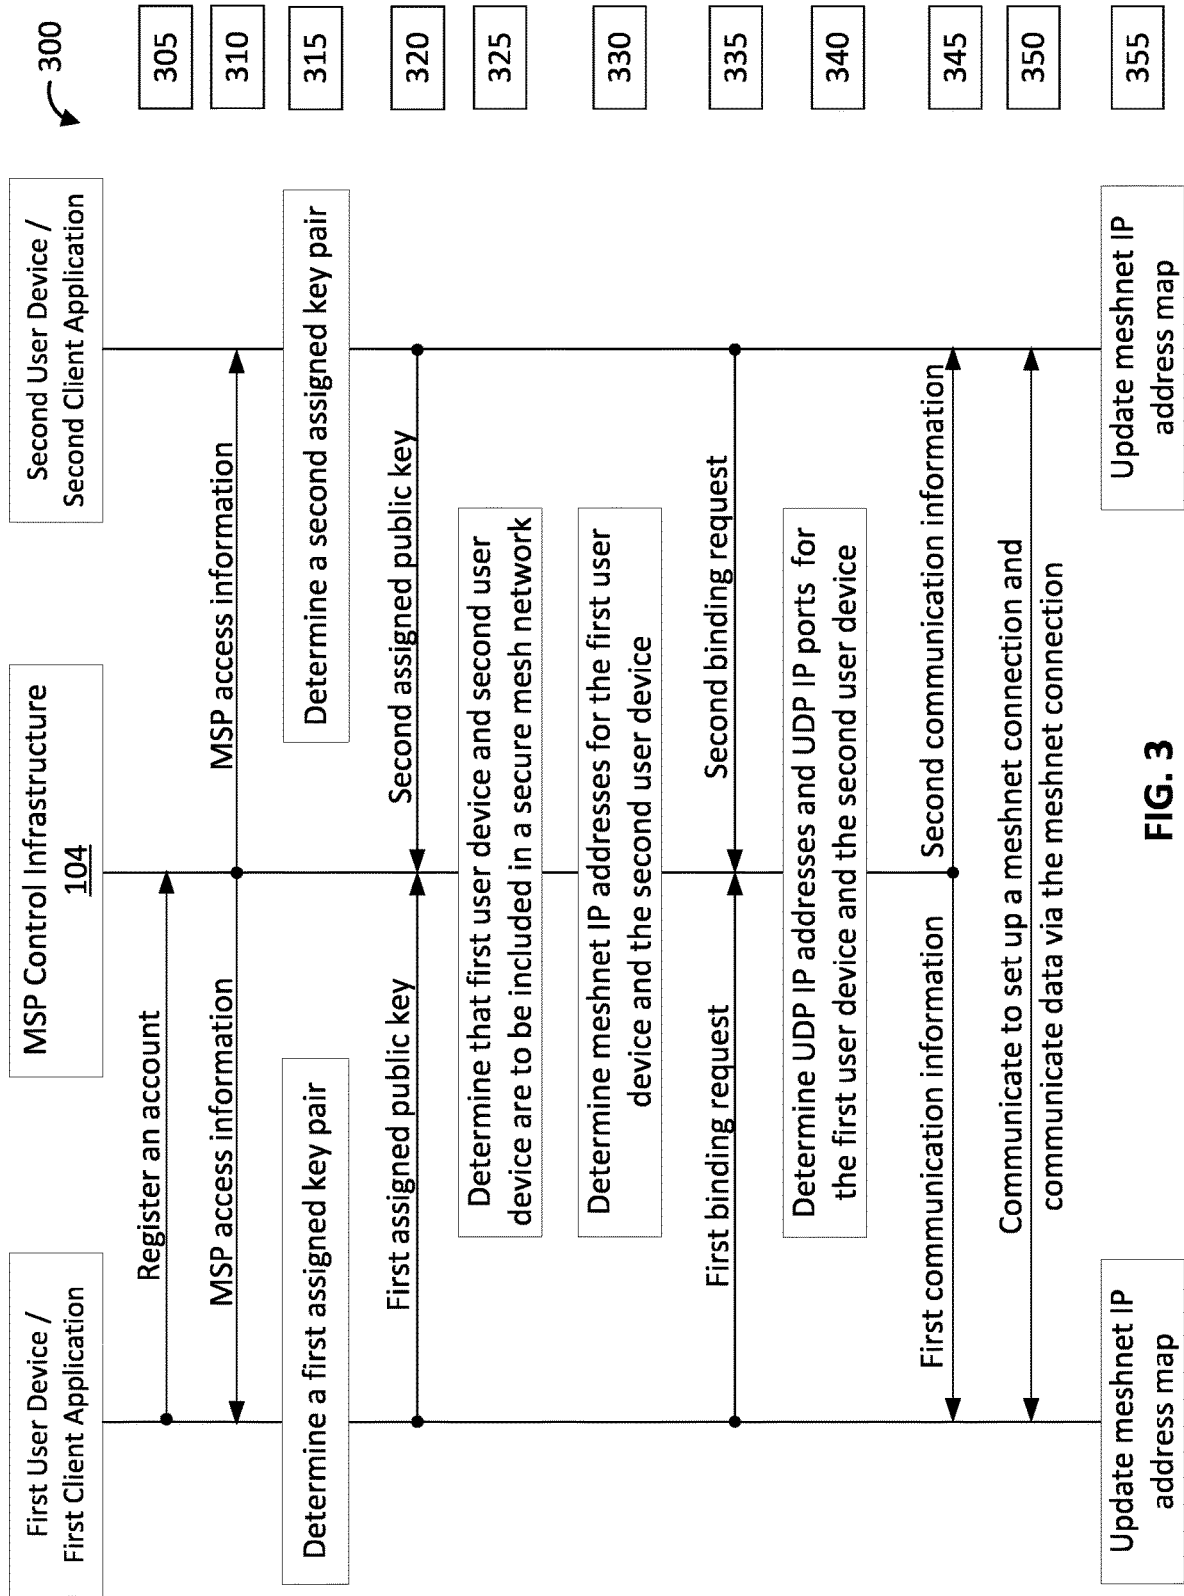 300
First User Device /
First Client Application
MSP Control Infrastructure
104
Second User Device /
Second Client Application
Register an account
305
MSP access information
MSP access information
310
Determine a first assigned key pair
Determine a second assigned key pair
315
First assigned public key
Second assigned public key
320
Determine that first user device and second user
device are to be included in a secure mesh network
325
Determine meshnet IP addresses for the first user
device and the second user device
330
First binding request
Second binding request
335
Determine UDP IP addresses and UDP IP ports for
the first user device and the second user device
340
First communication information
Second communication information
345
Communicate to set up a meshnet connection and
communicate data via the meshnet connection
350
Update meshnet IP
address map
Update meshnet IP
address map
355
FIG. 3